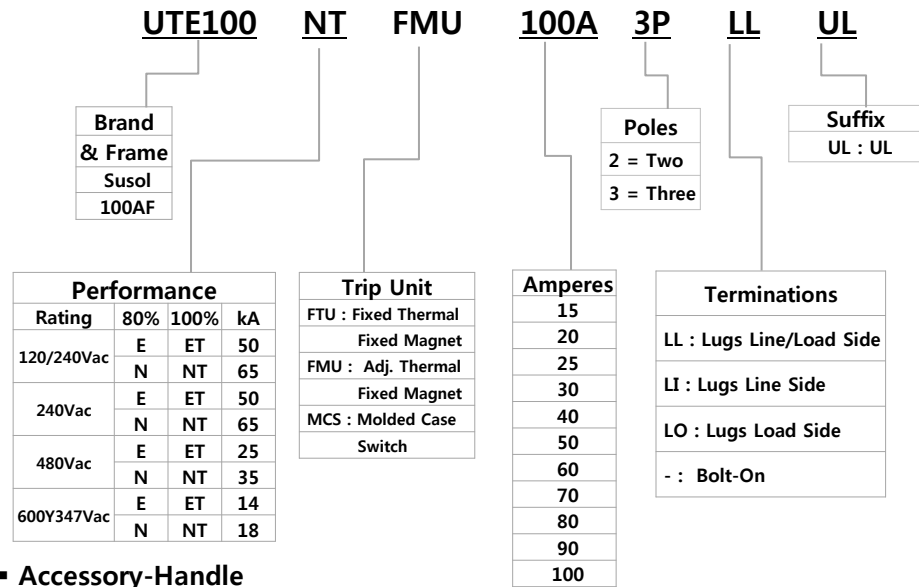 UTE100 NT FMU 100A 3P LL UL
Brand
& Frame
Susol
100AF
Poles
2 = Two
3 = Three
Suffix
UL : UL
Performance
Rating 80% 100% kA
120/240Vac E ET 50
N NT 65
240Vac E ET 50
N NT 65
480Vac E ET 25
N NT 35
600Y347Vac E ET 14
N NT 18
Trip Unit
FTU : Fixed Thermal
Fixed Magnet
FMU : Adj. Thermal
Fixed Magnet
MCS : Molded Case
Switch
Amperes
15
20
25
30
40
50
60
70
80
90
100
Terminations
LL : Lugs Line/Load Side
LI : Lugs Line Side
LO : Lugs Load Side
- : Bolt-On
▪ Accessory-Handle